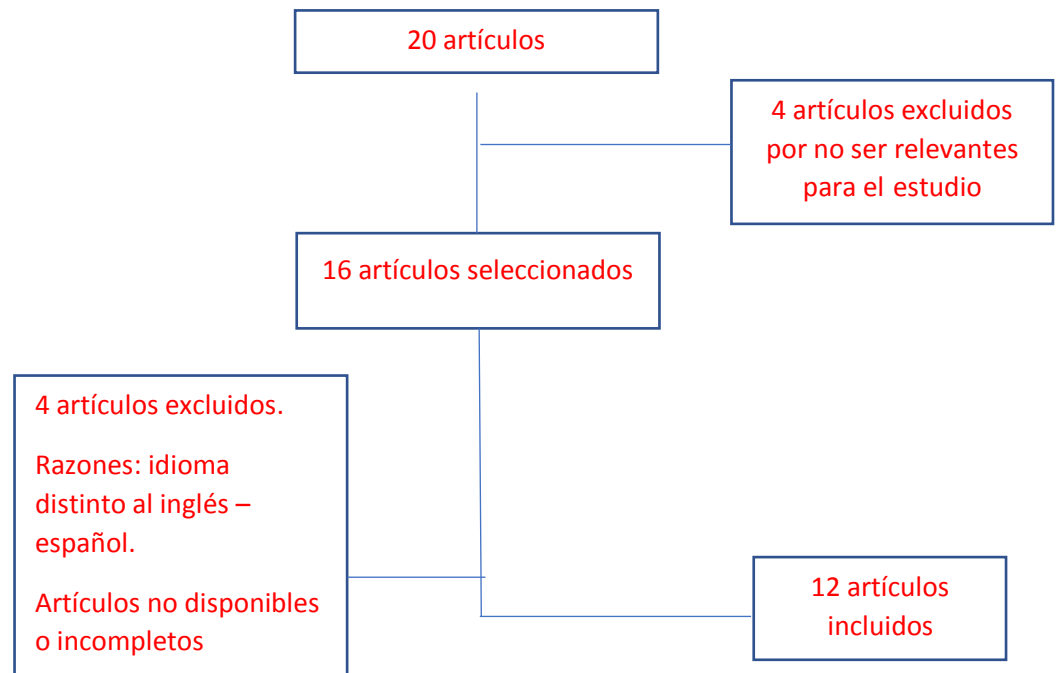 20 artículos
4 artículos excluidos
por no ser relevantes
para el estudio
16 artículos seleccionados
4 artículos excluidos.
Razones: idioma
distinto al inglés –
español.
Artículos no disponibles
o incompletos
12 artículos
incluidos